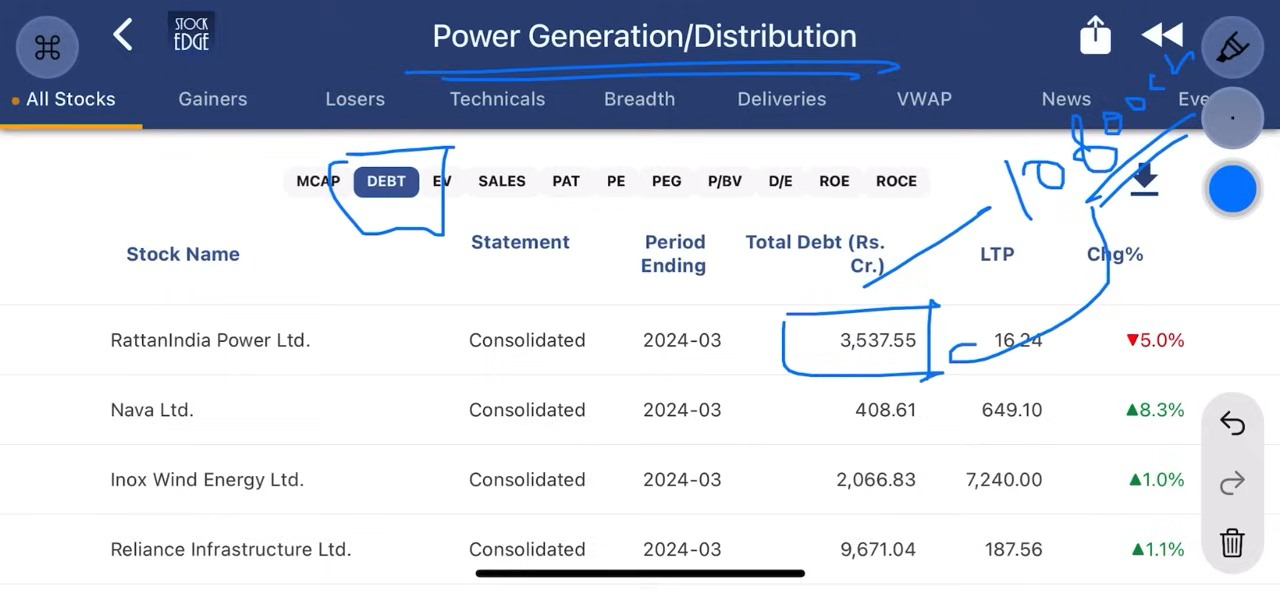 STOCK EDGE
Power Generation/Distribution
All Stocks Gainers Losers Technicals Breadth Deliveries VWAP News Eve
MCAP DEBT EV SALES PAT PE PEG P/BV D/E ROE ROCE
Stock Name Statement Period Ending Total Debt (Rs. Cr.) LTP Chg%
RattanIndia Power Ltd. Consolidated 2024-03 3,537.55 16.24 ▼5.0%
Nava Ltd. Consolidated 2024-03 408.61 649.10 ▲8.3%
Inox Wind Energy Ltd. Consolidated 2024-03 2,066.83 7,240.00 ▲1.0%
Reliance Infrastructure Ltd. Consolidated 2024-03 9,671.04 187.56 ▲1.1%